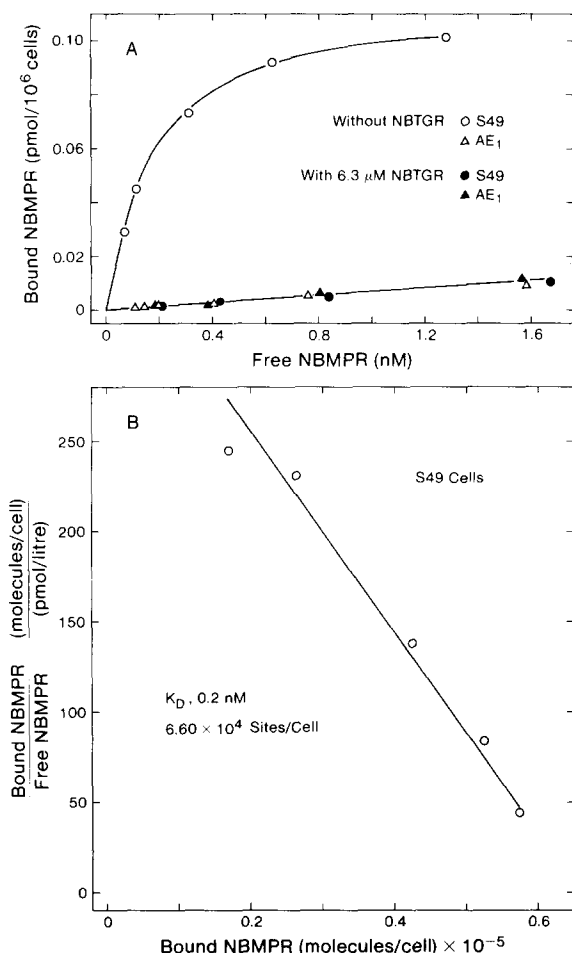 A
0.10
0.06
0.02
0
Bound NBMPR (pmol/10⁶ cells)
Without NBTGR ○ S49
△ AE₁
With 6.3 μM NBTGR ● S49
▲ AE₁
0 0.4 0.8 1.2 1.6
Free NBMPR (nM)
B
250
200
150
100
50
0
Bound NBMPR (molecules/cell)
Free NBMPR (pmol/litre)
S49 Cells
K_D, 0.2 nM
6.60 × 10⁴ Sites/Cell
0 0.2 0.4 0.6
Bound NBMPR (molecules/cell) × 10⁻⁵